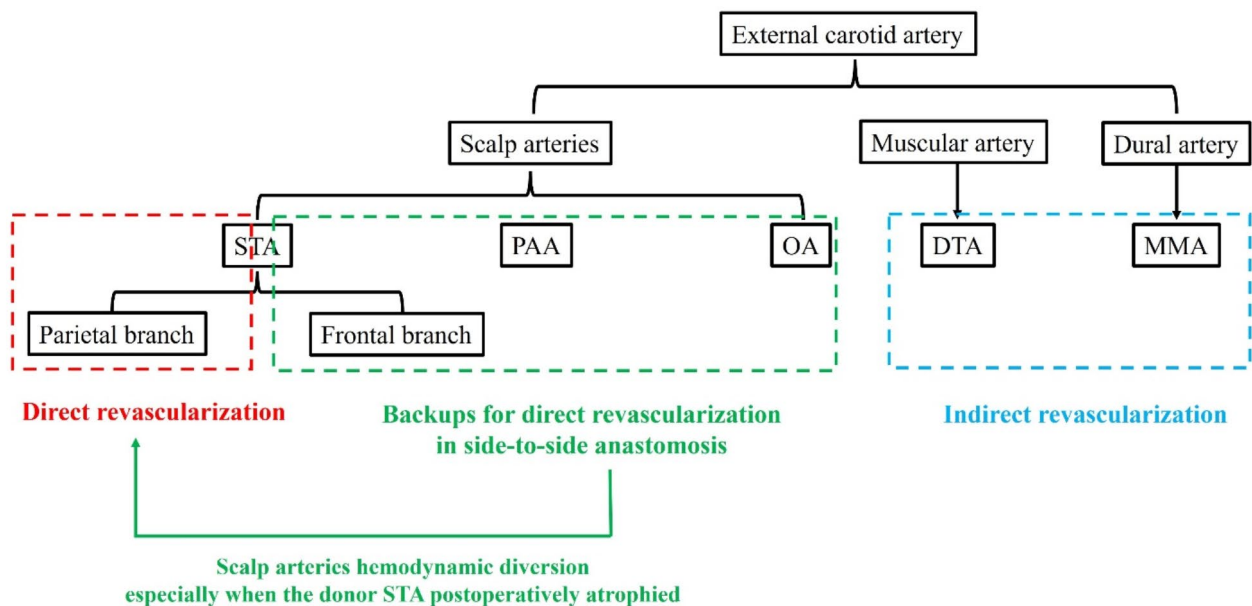 External carotid artery
Scalp arteries
Muscular artery
Dural artery
STA
PAA
OA
DTA
MMA
Parietal branch
Frontal branch
Direct revascularization
Backups for direct revascularization
in side-to-side anastomosis
Indirect revascularization
Scalp arteries hemodynamic diversion
especially when the donor STA postoperatively atrophied